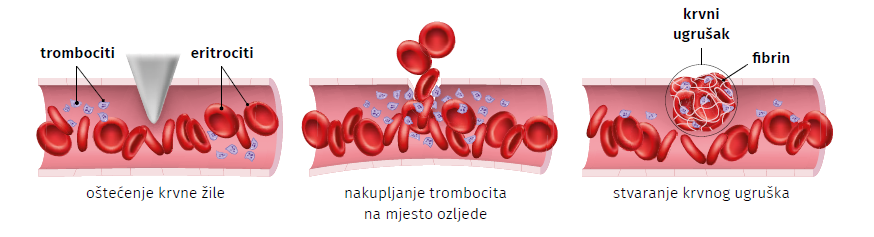 trombociti
eritrociti
krvni
ugrušak
fibrin
oštećenje krvne žile
nakupljanje trombocita
na mjesto ozljede
stvaranje krvnog ugruška